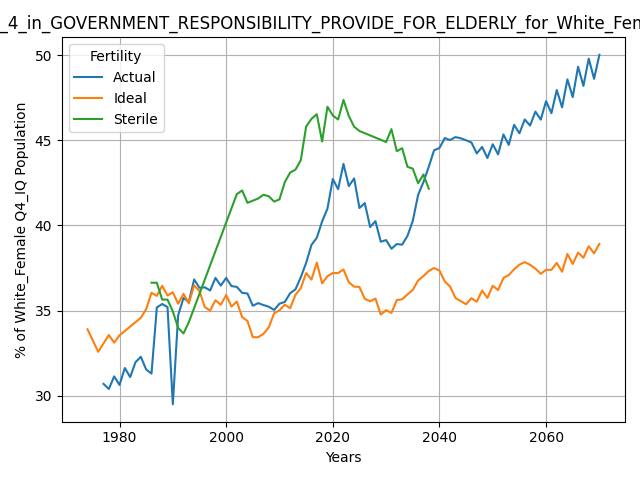 _4_in_GOVERNMENT_RESPONSIBILITY_PROVIDE_FOR_ELDERLY_for_White_Fem
Fertility
Actual
Ideal
Sterile
% of White_Female Q4_IQ Population
50
45
40
35
30
1980
2000
2020
2040
2060
Years